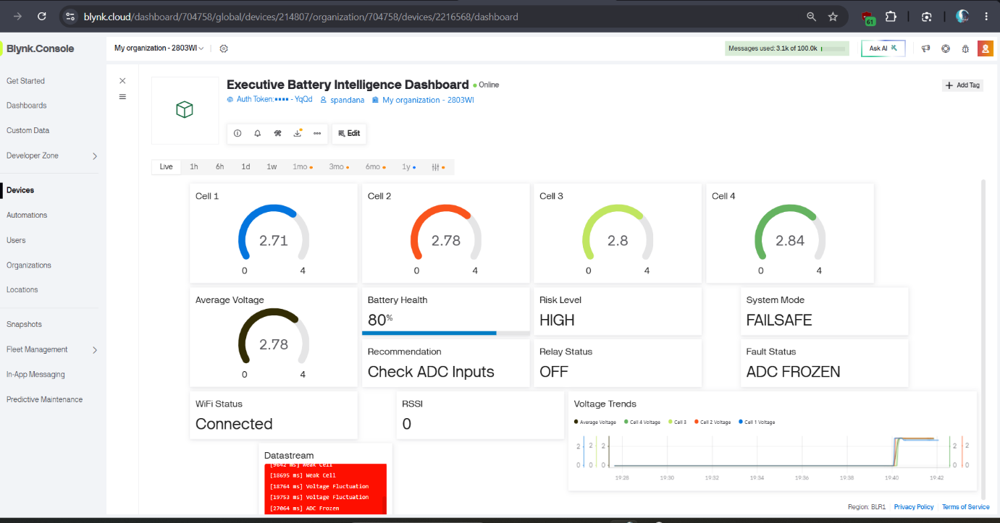 blynk.cloud/dashboard/704758/global/devices/214807/organization/704758/devices/2216568/dashboard
61
Blynk.Console
My organization - 2803WI
Messages used: 3.1k of 100.0k
Ask AI
Get Started
Dashboards
Custom Data
Developer Zone
Devices
Automations
Users
Organizations
Locations
Snapshots
Fleet Management
In-App Messaging
Predictive Maintenance
Executive Battery Intelligence Dashboard
Online
Add Tag
Auth Token:•••• - YqQd
spandana
My organization - 2803WI
Edit
Live 1h 6h 1d 1w 1mo 3mo 6mo 1y
Cell 1
2.71
0 4
Cell 2
2.78
0 4
Cell 3
2.8
0 4
Cell 4
2.84
0 4
Average Voltage
2.78
0 4
Battery Health
80%
Risk Level
HIGH
System Mode
FAILSAFE
Recommendation
Check ADC Inputs
Relay Status
OFF
Fault Status
ADC FROZEN
WiFi Status
Connected
RSSI
0
Voltage Trends
Average Voltage Cell 4 Voltage Cell 3 Cell 2 Voltage Cell 1 Voltage
2 2 2 2 2
0 0 0 0 0
19:28 19:30 19:32 19:34 19:36 19:38 19:40 19:42
Datastream
[9642 ms] Weak Cell
[18695 ms] Weak Cell
[18764 ms] Voltage Fluctuation
[19753 ms] Voltage Fluctuation
[27064 ms] ADC Frozen
Region: BLR1 Privacy Policy Terms of Service